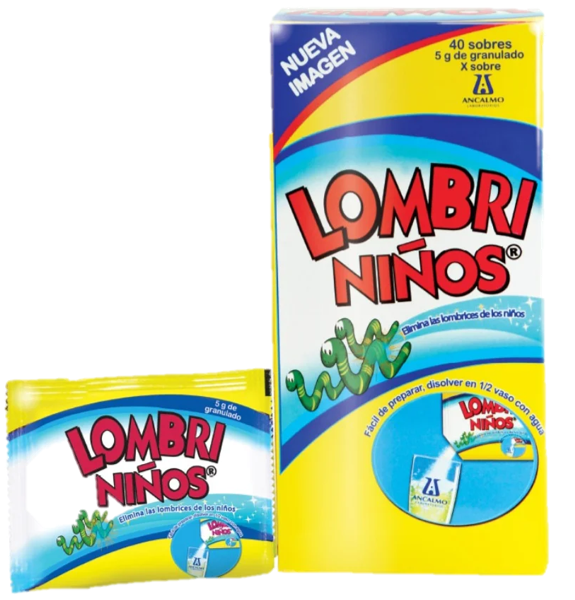 NUEVA
IMAGEN
40 sobres
5 g de granulado
X sobre
ANCALMO
LOMBRI
NIÑOS®
Elimina las lombrices de los niños
Fácil de preparar, disolver en 1/2 vaso con agua
LOMBRI
NIÑOS
ANCALMO
5 g de
granulado
LOMBRI
NIÑOS®
Elimina las lombrices de los niños
LOMBRI
NIÑOS